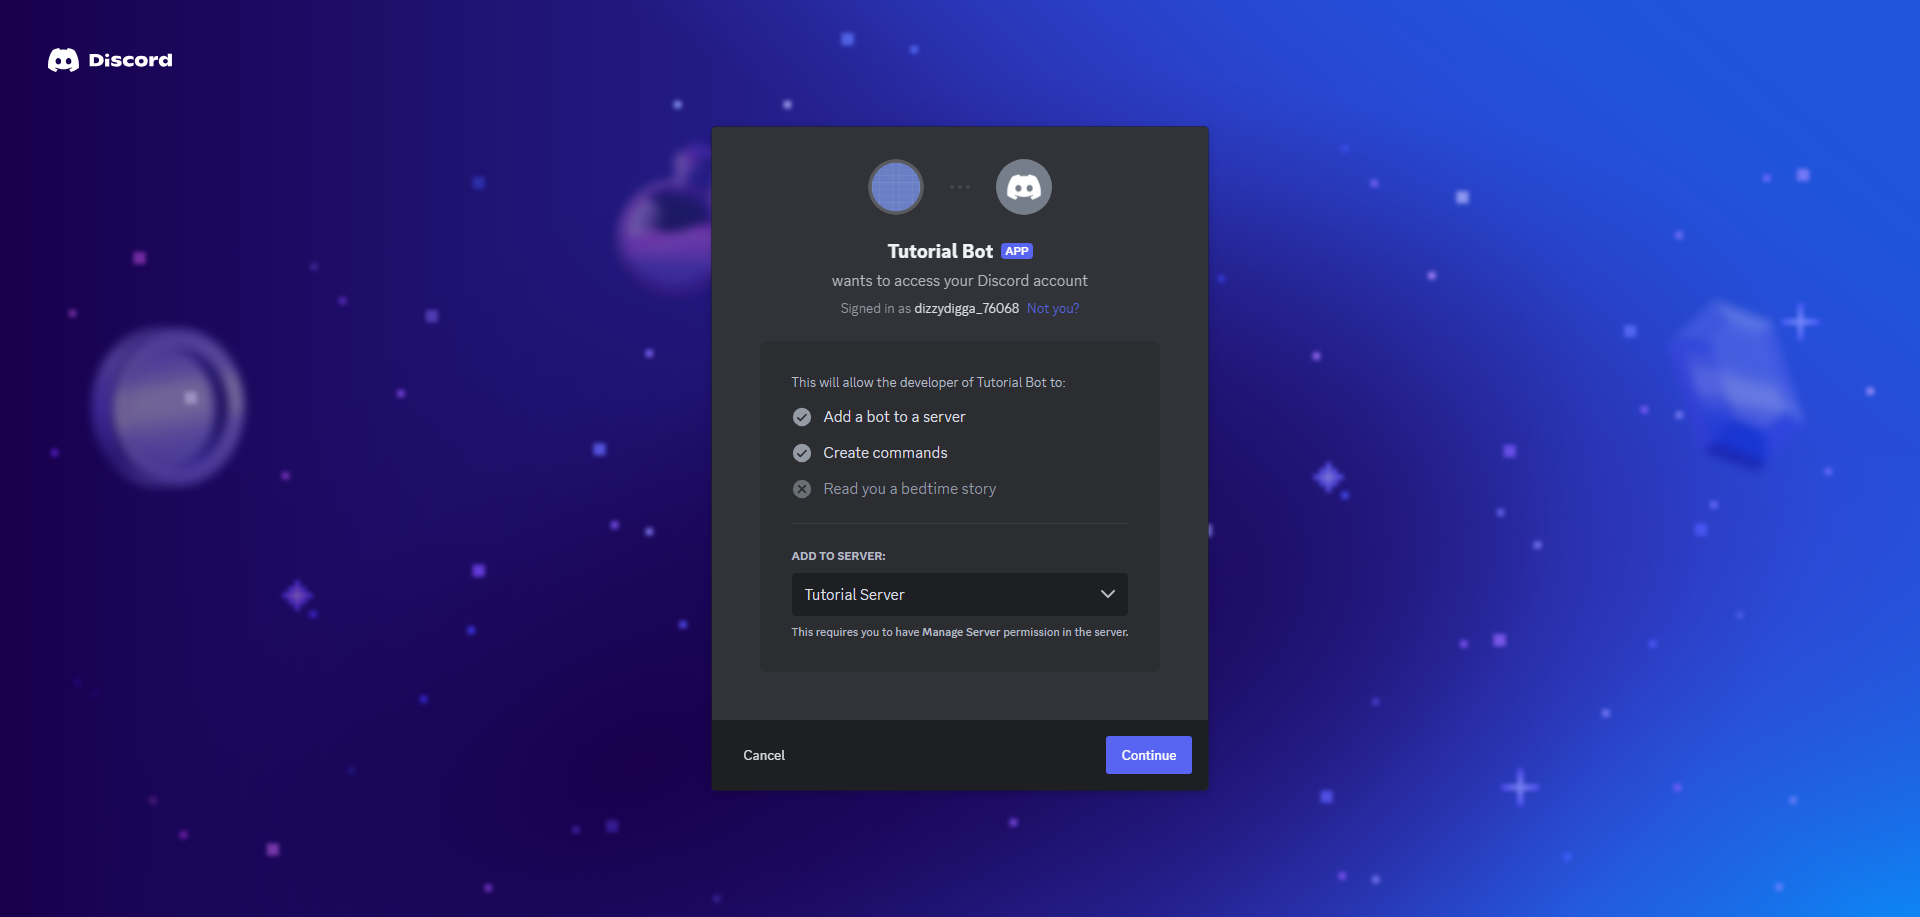 Discord
Tutorial Bot APP
wants to access your Discord account
Signed in as dizzydigga_76068 Not you?
This will allow the developer of Tutorial Bot to:
Add a bot to a server
Create commands
Read you a bedtime story
ADD TO SERVER:
Tutorial Server
This requires you to have Manage Server permission in the server.
Cancel
Continue